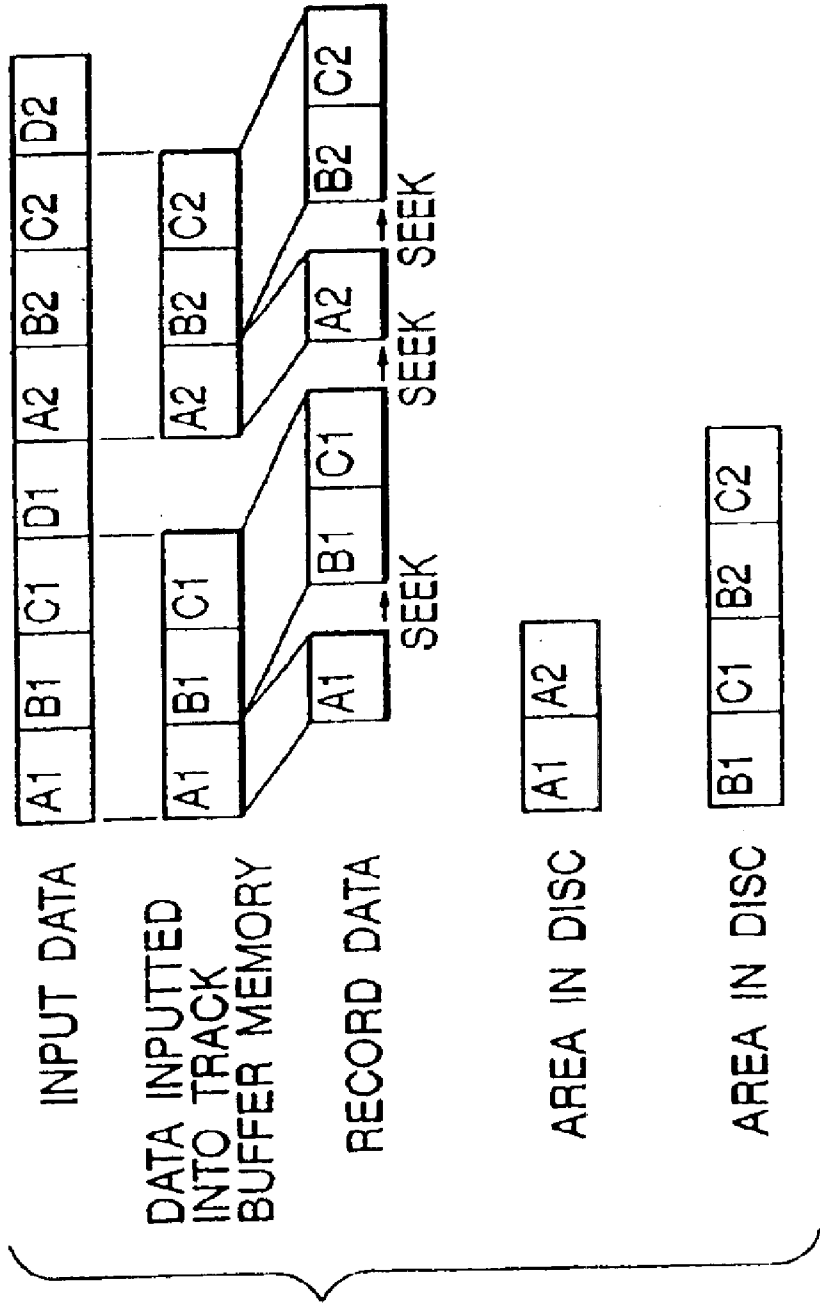 INPUT DATA
A1 B1 C1 D1 A2 B2 C2 D2
DATA INPUTTED
INTO TRACK
BUFFER MEMORY
A1 B1 C1 A2 B2 C2
RECORD DATA
A1 B1 C1 A2 B2 C2
SEEK SEEK SEEK
AREA IN DISC
A1 A2
AREA IN DISC
B1 C1 B2 C2